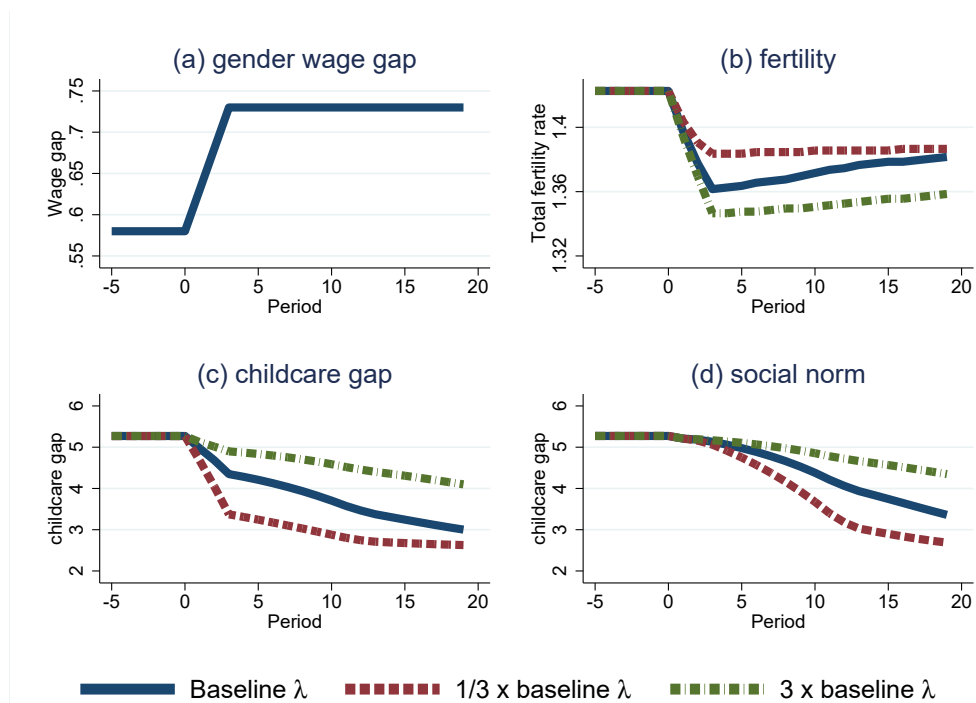 (a) gender wage gap
Wage gap
.75
.7
.65
.6
.55
-5 0 5 10 15 20
Period
(b) fertility
Total fertility rate
1.4
1.36
1.32
-5 0 5 10 15 20
Period
(c) childcare gap
childcare gap
6
5
4
3
2
-5 0 5 10 15 20
Period
(d) social norm
childcare gap
6
5
4
3
2
-5 0 5 10 15 20
Period
Baseline λ 1/3 x baseline λ 3 x baseline λ